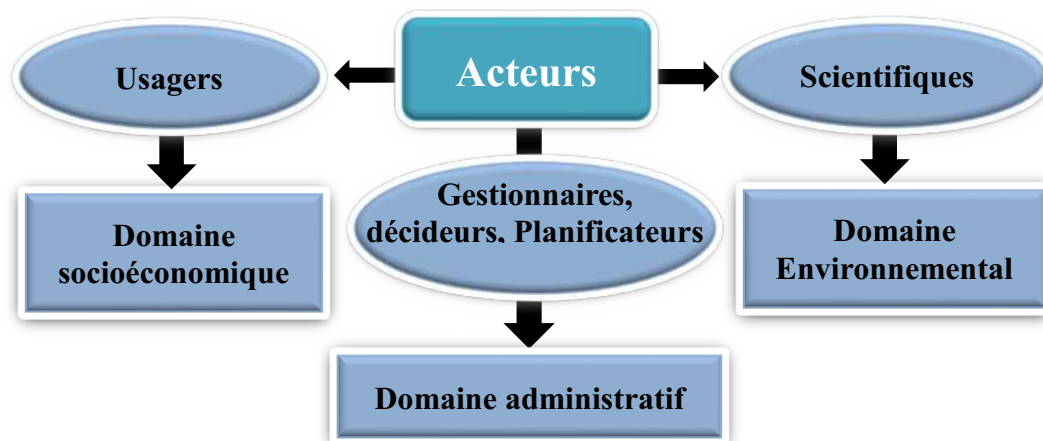 Acteurs
Usagers
Scientifiques
Gestionnaires,
décideurs, Planificateurs
Domaine
socioéconomique
Domaine
Environnemental
Domaine administratif